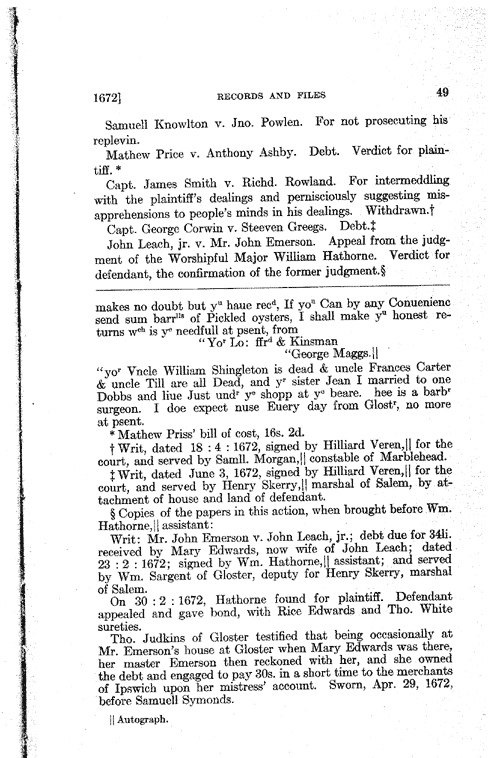 1672] RECORDS AND FILES 49
Samuell Knowlton v. Jno. Powlen. For not prosecuting his
replevin.
Mathew Price v. Anthony Ashby. Debt. Verdict for plain-
tiff.*
Capt. James Smith v. Richd. Rowland. For intermeddling
with the plaintiff's dealings and perniciously suggesting mis-
apprehensions to people's minds in his dealings. Withdrawn.†
Capt. George Corwin v. Steeven Greegs. Debt.‡
John Leach, jr. v. Mr. John Emerson. Appeal from the judg-
ment of the Worshipful Major William Hathorne. Verdict for
defendant, the confirmation of the former judgment.§
makes no doubt but yᵘ haue recᵈ, If yoᵘ Can by any Conuenienc
send sum barrˡˡˢ of Pickled oysters, I shall make yᵘ honest re-
turns wᶜʰ is yᵉ needfull at psent, from
"Yoʳ Lo: ffrᵈ & Kinsman
"George Maggs.||
"yoʳ Vncle William Shingleton is dead & uncle Frances Carter
& uncle Till are all Dead, and yʳ sister Jean I married to one
Dobbs and liue Just undʳ yᵉ shopp at yᵉ beare. hee is a barbʳ
surgeon. I doe expect nuse Euery day from Glostʳ, no more
at psent.
*Mathew Priss' bill of cost, 16s. 2d.
†Writ, dated 18 : 4 : 1672, signed by Hilliard Veren,|| for the
court, and served by Samll. Morgan,|| constable of Marblehead.
‡Writ, dated June 3, 1672, signed by Hilliard Veren,|| for the
court, and served by Henry Skerry,|| marshal of Salem, by at-
tachment of house and land of defendant.
§Copies of the papers in this action, when brought before Wm.
Hathorne,|| assistant:
Writ: Mr. John Emerson v. John Leach, jr.; debt due for 34li.
received by Mary Edwards, now wife of John Leach; dated
23 : 2 : 1672; signed by Wm. Hathorne,|| assistant; and served
by Wm. Sargent of Gloster, deputy for Henry Skerry, marshal
of Salem.
On 30 : 2 : 1672, Hathorne found for plaintiff. Defendant
appealed and gave bond, with Rice Edwards and Tho. White
sureties.
Tho. Judkins of Gloster testified that being occasionally at
Mr. Emerson's house at Gloster when Mary Edwards was there,
her master Emerson then reckoned with her, and she owned
the debt and engaged to pay 30s. in a short time to the merchants
of Ipswich upon her mistress' account. Sworn, Apr. 29, 1672,
before Samuell Symonds.
|| Autograph.